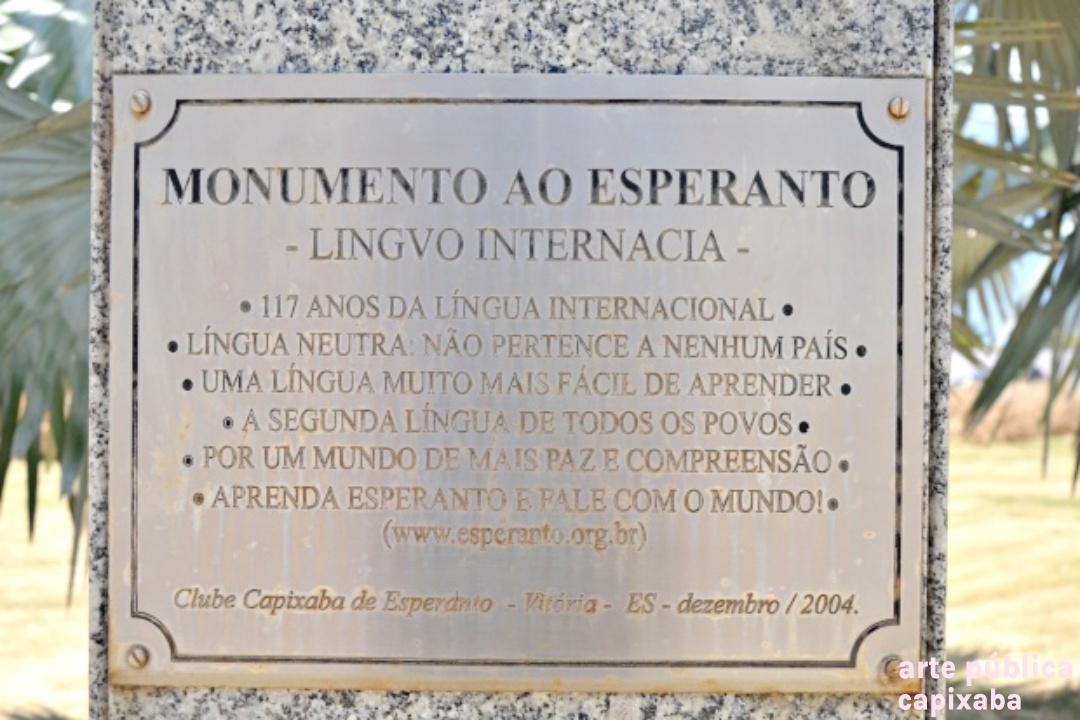 MONUMENTO AO ESPERANTO
- LINGVO INTERNACIA -
• 117 ANOS DA LÍNGUA INTERNACIONAL •
• LÍNGUA NEUTRA: NÃO PERTENCE A NENHUM PAÍS •
• UMA LÍNGUA MUITO MAIS FÁCIL DE APRENDER •
• A SEGUNDA LÍNGUA DE TODOS OS POVOS •
• POR UM MUNDO DE MAIS PAZ E COMPREENSÃO •
• APRENDA ESPERANTO E FALE COM O MUNDO! •
(www.esperanto.org.br)
Clube Capixaba de Esperanto - Vitória - ES - dezembro / 2004.
arte pública
capixaba